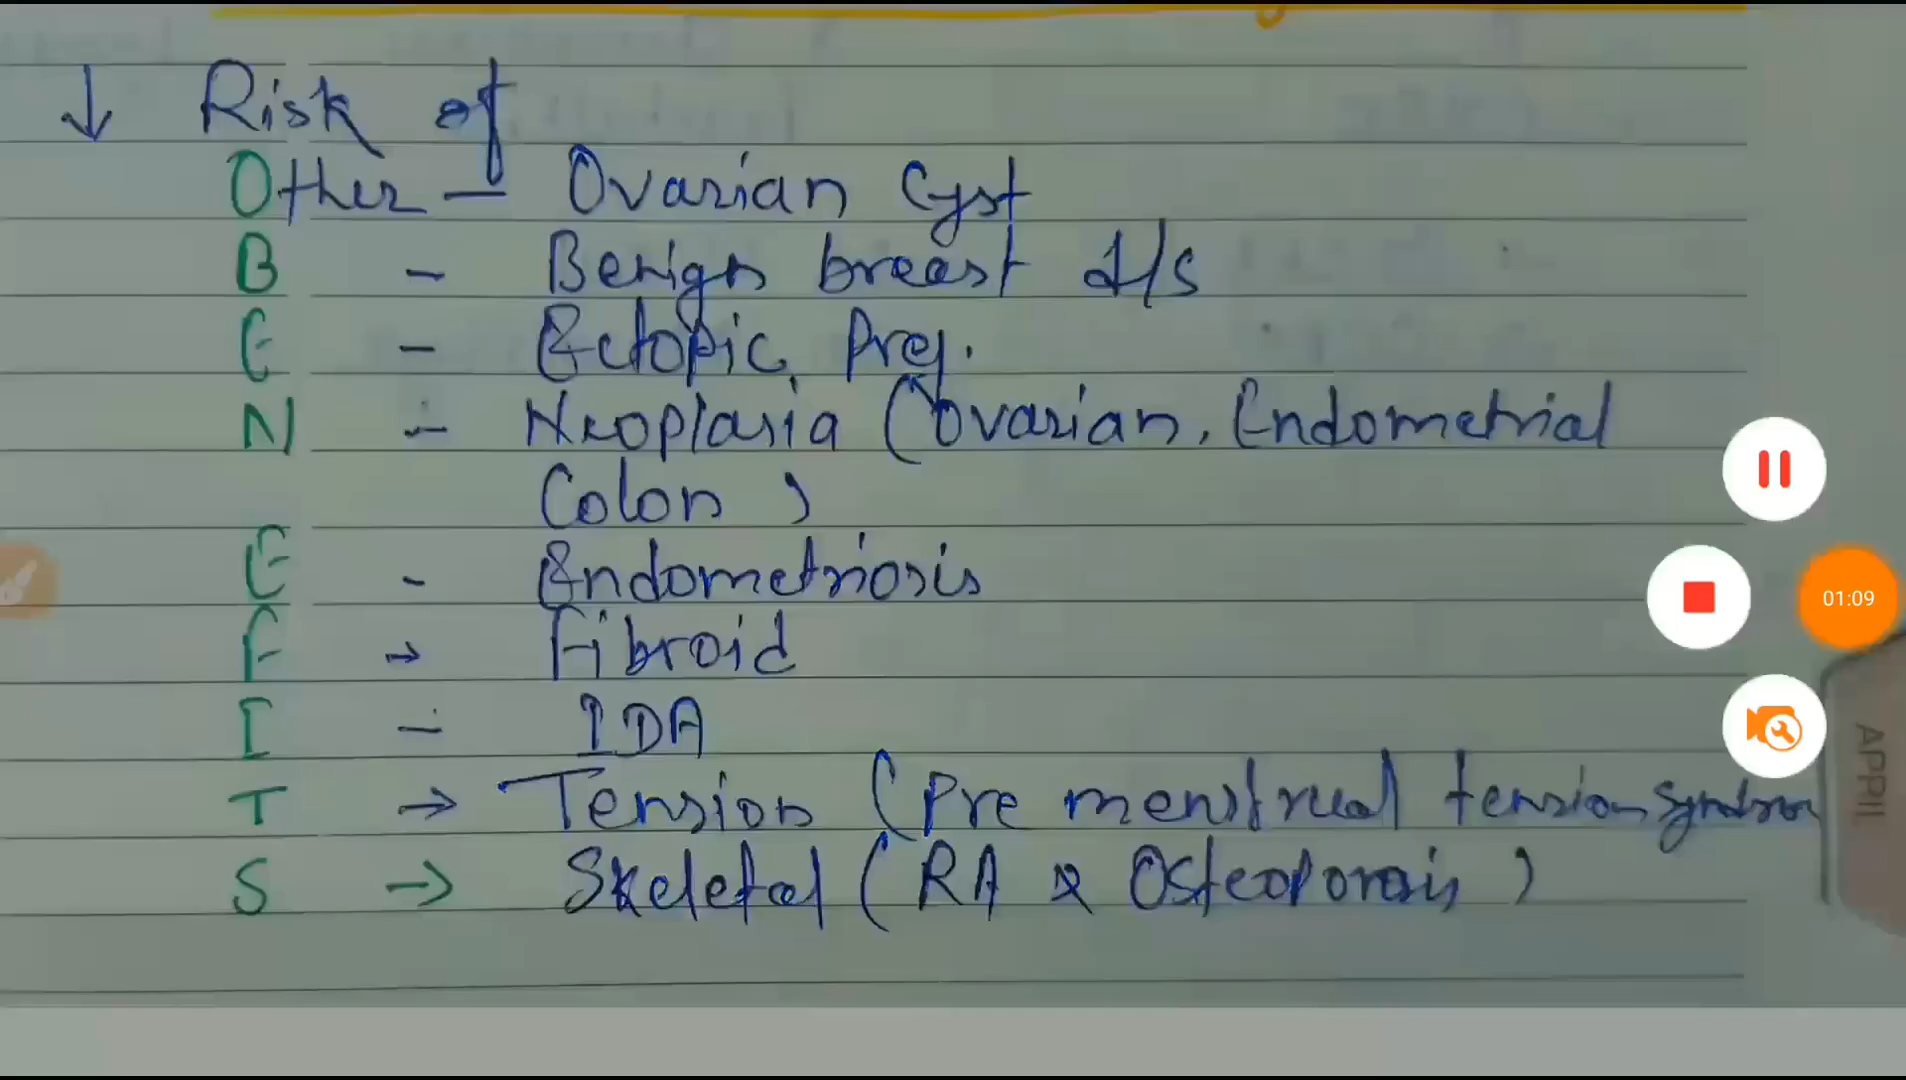 ↓ Risk of
Other - Ovarian Cyst
B - Benign breast d/s
E - Ectopic Preg.
N - Neoplasia (Ovarian, Endometrial
Colon)
E - Endometriosis
F → Fibroid
I - IDA
T → Tension (Pre menstrual tension syndrom
S → Skeletal (RA & Osteoporosis)
01:09
APPII